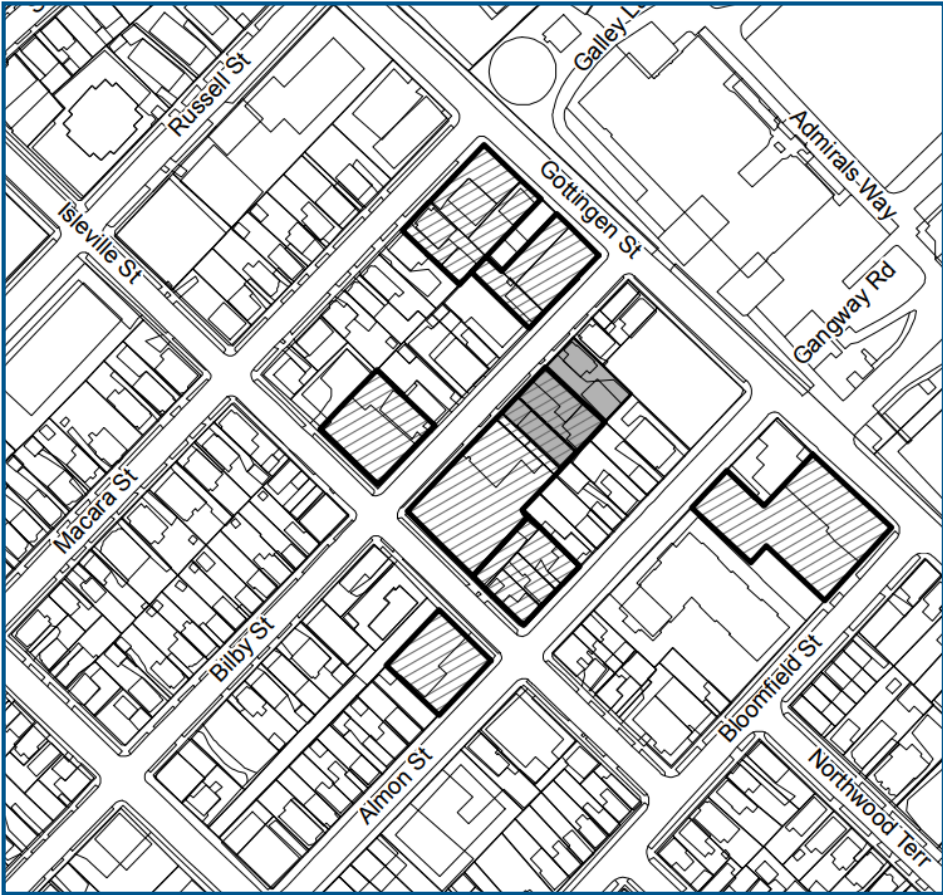 Galley L
Russell St
Admirals Way
Gottingen St
Isleville St
Gangway Rd
Macara St
Bilby St
Bloomfield St
Almon St
Northwood Terr